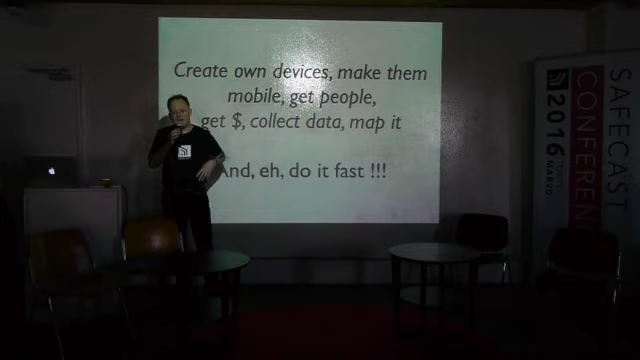 Create own devices, make them
mobile, get people,
get $, collect data, map it
And, eh, do it fast !!!
SAFECAST
CONFERENC
2016